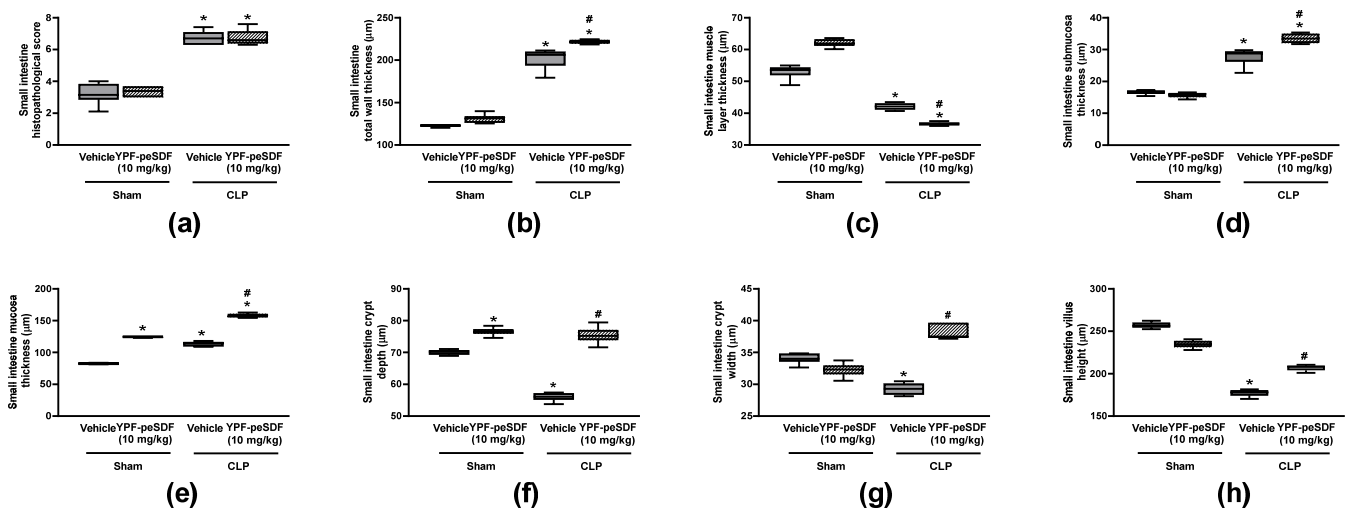 Small intestine
histopathological score
8
6
4
2
0
* *
Vehicle YPF-peSDF Vehicle YPF-peSDF
(10 mg/kg) (10 mg/kg)
Sham CLP
(a)
Small intestine
total wall thickness (µm)
250
200
150
100
#
* *
Vehicle YPF-peSDF Vehicle YPF-peSDF
(10 mg/kg) (10 mg/kg)
Sham CLP
(b)
Small intestine muscle
layer thickness (µm)
70
60
50
40
30
* #
*
Vehicle YPF-peSDF Vehicle YPF-peSDF
(10 mg/kg) (10 mg/kg)
Sham CLP
(c)
Small intestine submucosa
thickness (µm)
40
30
20
10
0
#
* *
Vehicle YPF-peSDF Vehicle YPF-peSDF
(10 mg/kg) (10 mg/kg)
Sham CLP
(d)
Small intestine mucosa
thickness (µm)
200
150
100
50
0
#
* * *
Vehicle YPF-peSDF Vehicle YPF-peSDF
(10 mg/kg) (10 mg/kg)
Sham CLP
(e)
Small intestine crypt
depth (µm)
90
80
70
60
50
* * #
Vehicle YPF-peSDF Vehicle YPF-peSDF
(10 mg/kg) (10 mg/kg)
Sham CLP
(f)
Small intestine crypt
width (µm)
45
40
35
30
25
* #
Vehicle YPF-peSDF Vehicle YPF-peSDF
(10 mg/kg) (10 mg/kg)
Sham CLP
(g)
Small intestine villus
height (µm)
300
250
200
150
* #
Vehicle YPF-peSDF Vehicle YPF-peSDF
(10 mg/kg) (10 mg/kg)
Sham CLP
(h)